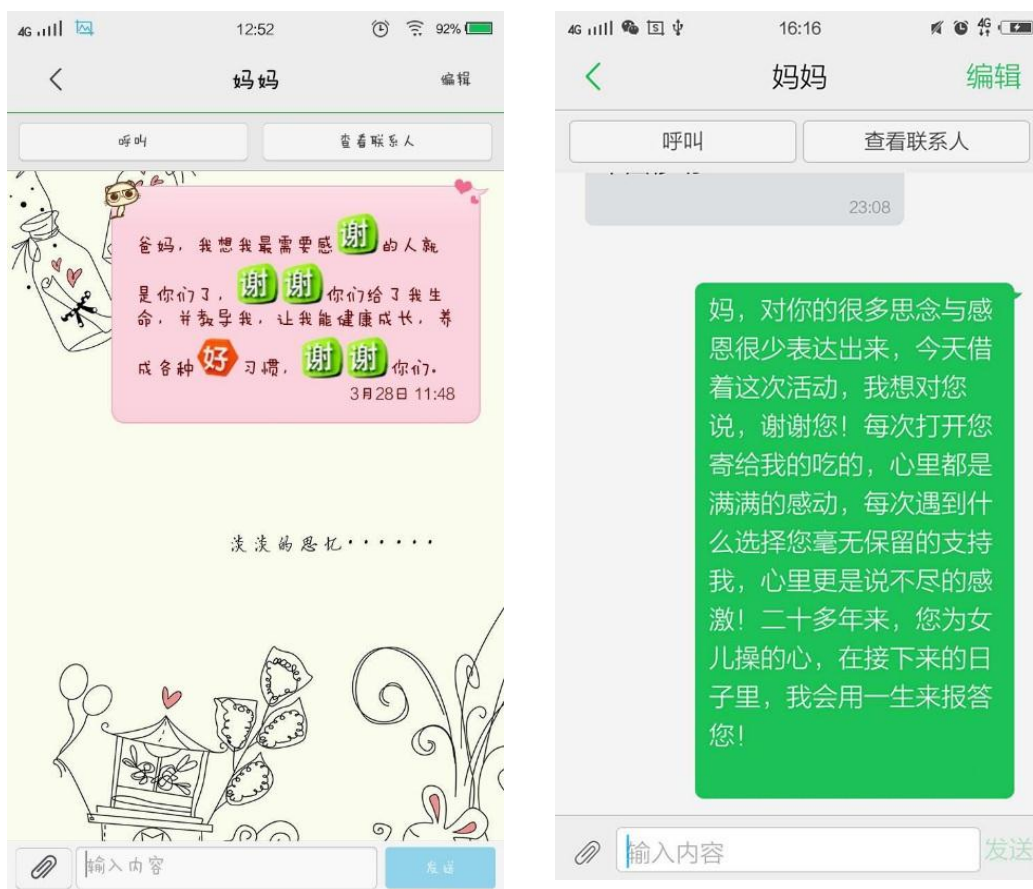 4G
12:52
92%
妈妈
编辑
呼叫
查看联系人
爸妈，我想我最需要感谢的人就
是你们了，谢谢你们给了我生
命，并教导我，让我能健康成长，养
成各种好习惯，谢谢你们。
3月28日 11:48
淡淡的思忆······
输入内容
发送
4G
16:16
4G
妈妈
编辑
呼叫
查看联系人
23:08
妈，对你的很多思念与感
恩很少表达出来，今天借
着这次活动，我想对您
说，谢谢您！每次打开您
寄给我的吃的，心里都是
满满的感动，每次遇到什
么选择您毫无保留的支持
我，心里更是说不尽的感
激！二十多年来，您为女
儿操的心，在接下来的日
子里，我会用一生来报答
您！
输入内容
发送